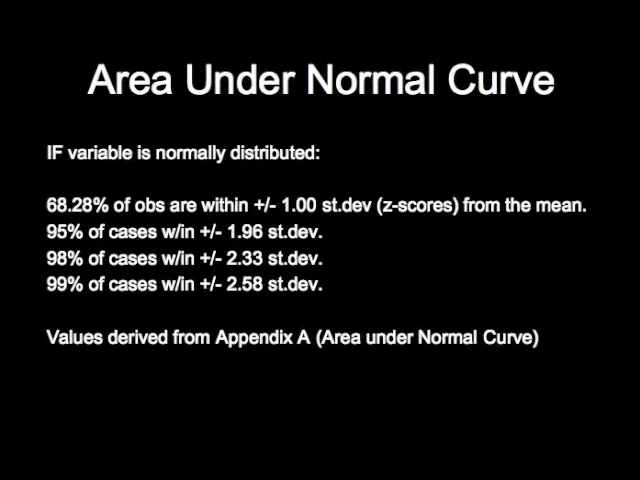 Area Under Normal Curve
IF variable is normally distributed:
68.28% of obs are within +/- 1.00 st.dev (z-scores) from the mean.
95% of cases w/in +/- 1.96 st.dev.
98% of cases w/in +/- 2.33 st.dev.
99% of cases w/in +/- 2.58 st.dev.
Values derived from Appendix A (Area under Normal Curve)